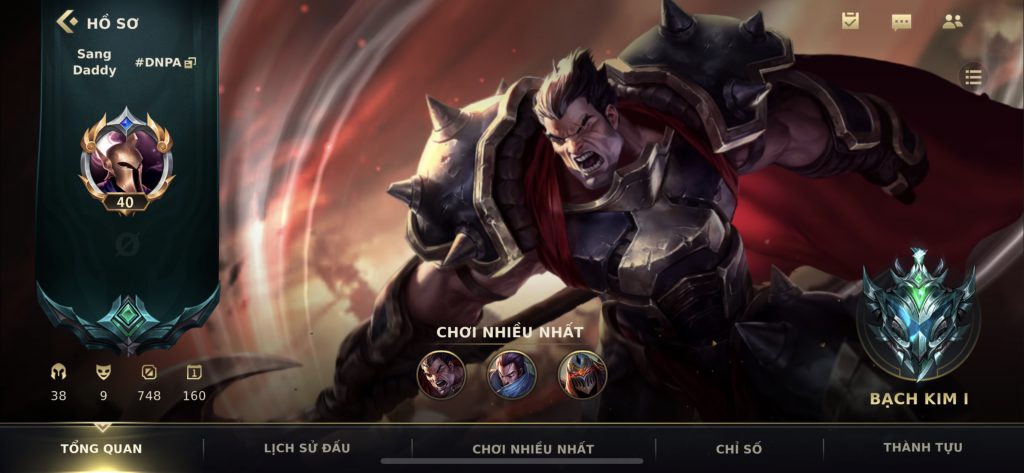 HỒ SƠ
Sang
Daddy
#DNPA
40
CHƠI NHIỀU NHẤT
38
9
748
160
BẠCH KIM I
TỔNG QUAN
LỊCH SỬ ĐẤU
CHƠI NHIỀU NHẤT
CHỈ SỐ
THÀNH TỰU